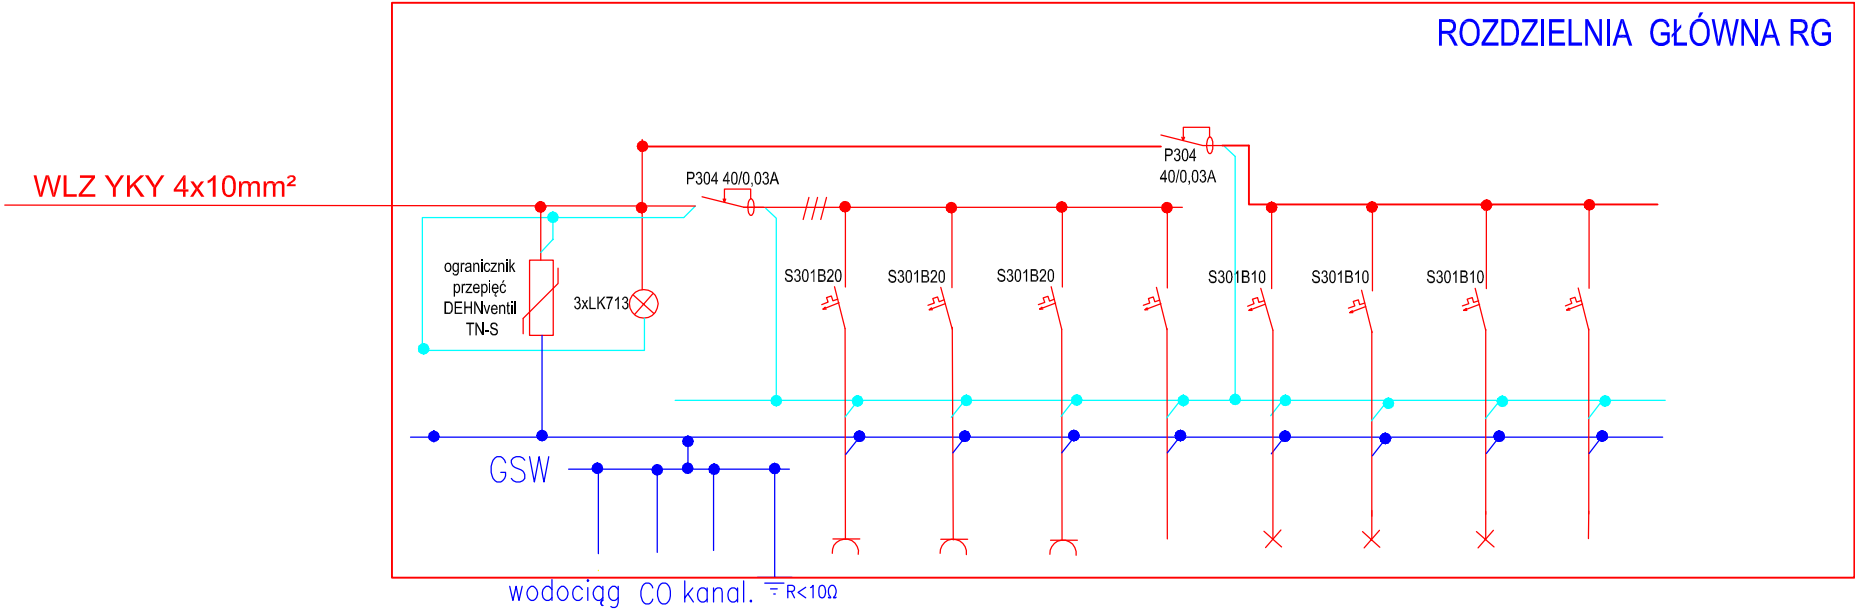 ROZDZIELNIA GŁÓWNA RG
WLZ YKY 4x10mm²
P304 40/0,03A
P304
40/0,03A
ogranicznik
przepięć
DEHNventil
TN-S
3xLK713
S301B20
S301B20
S301B20
S301B10
S301B10
S301B10
GSW
wodociąg CO kanal. R<10Ω